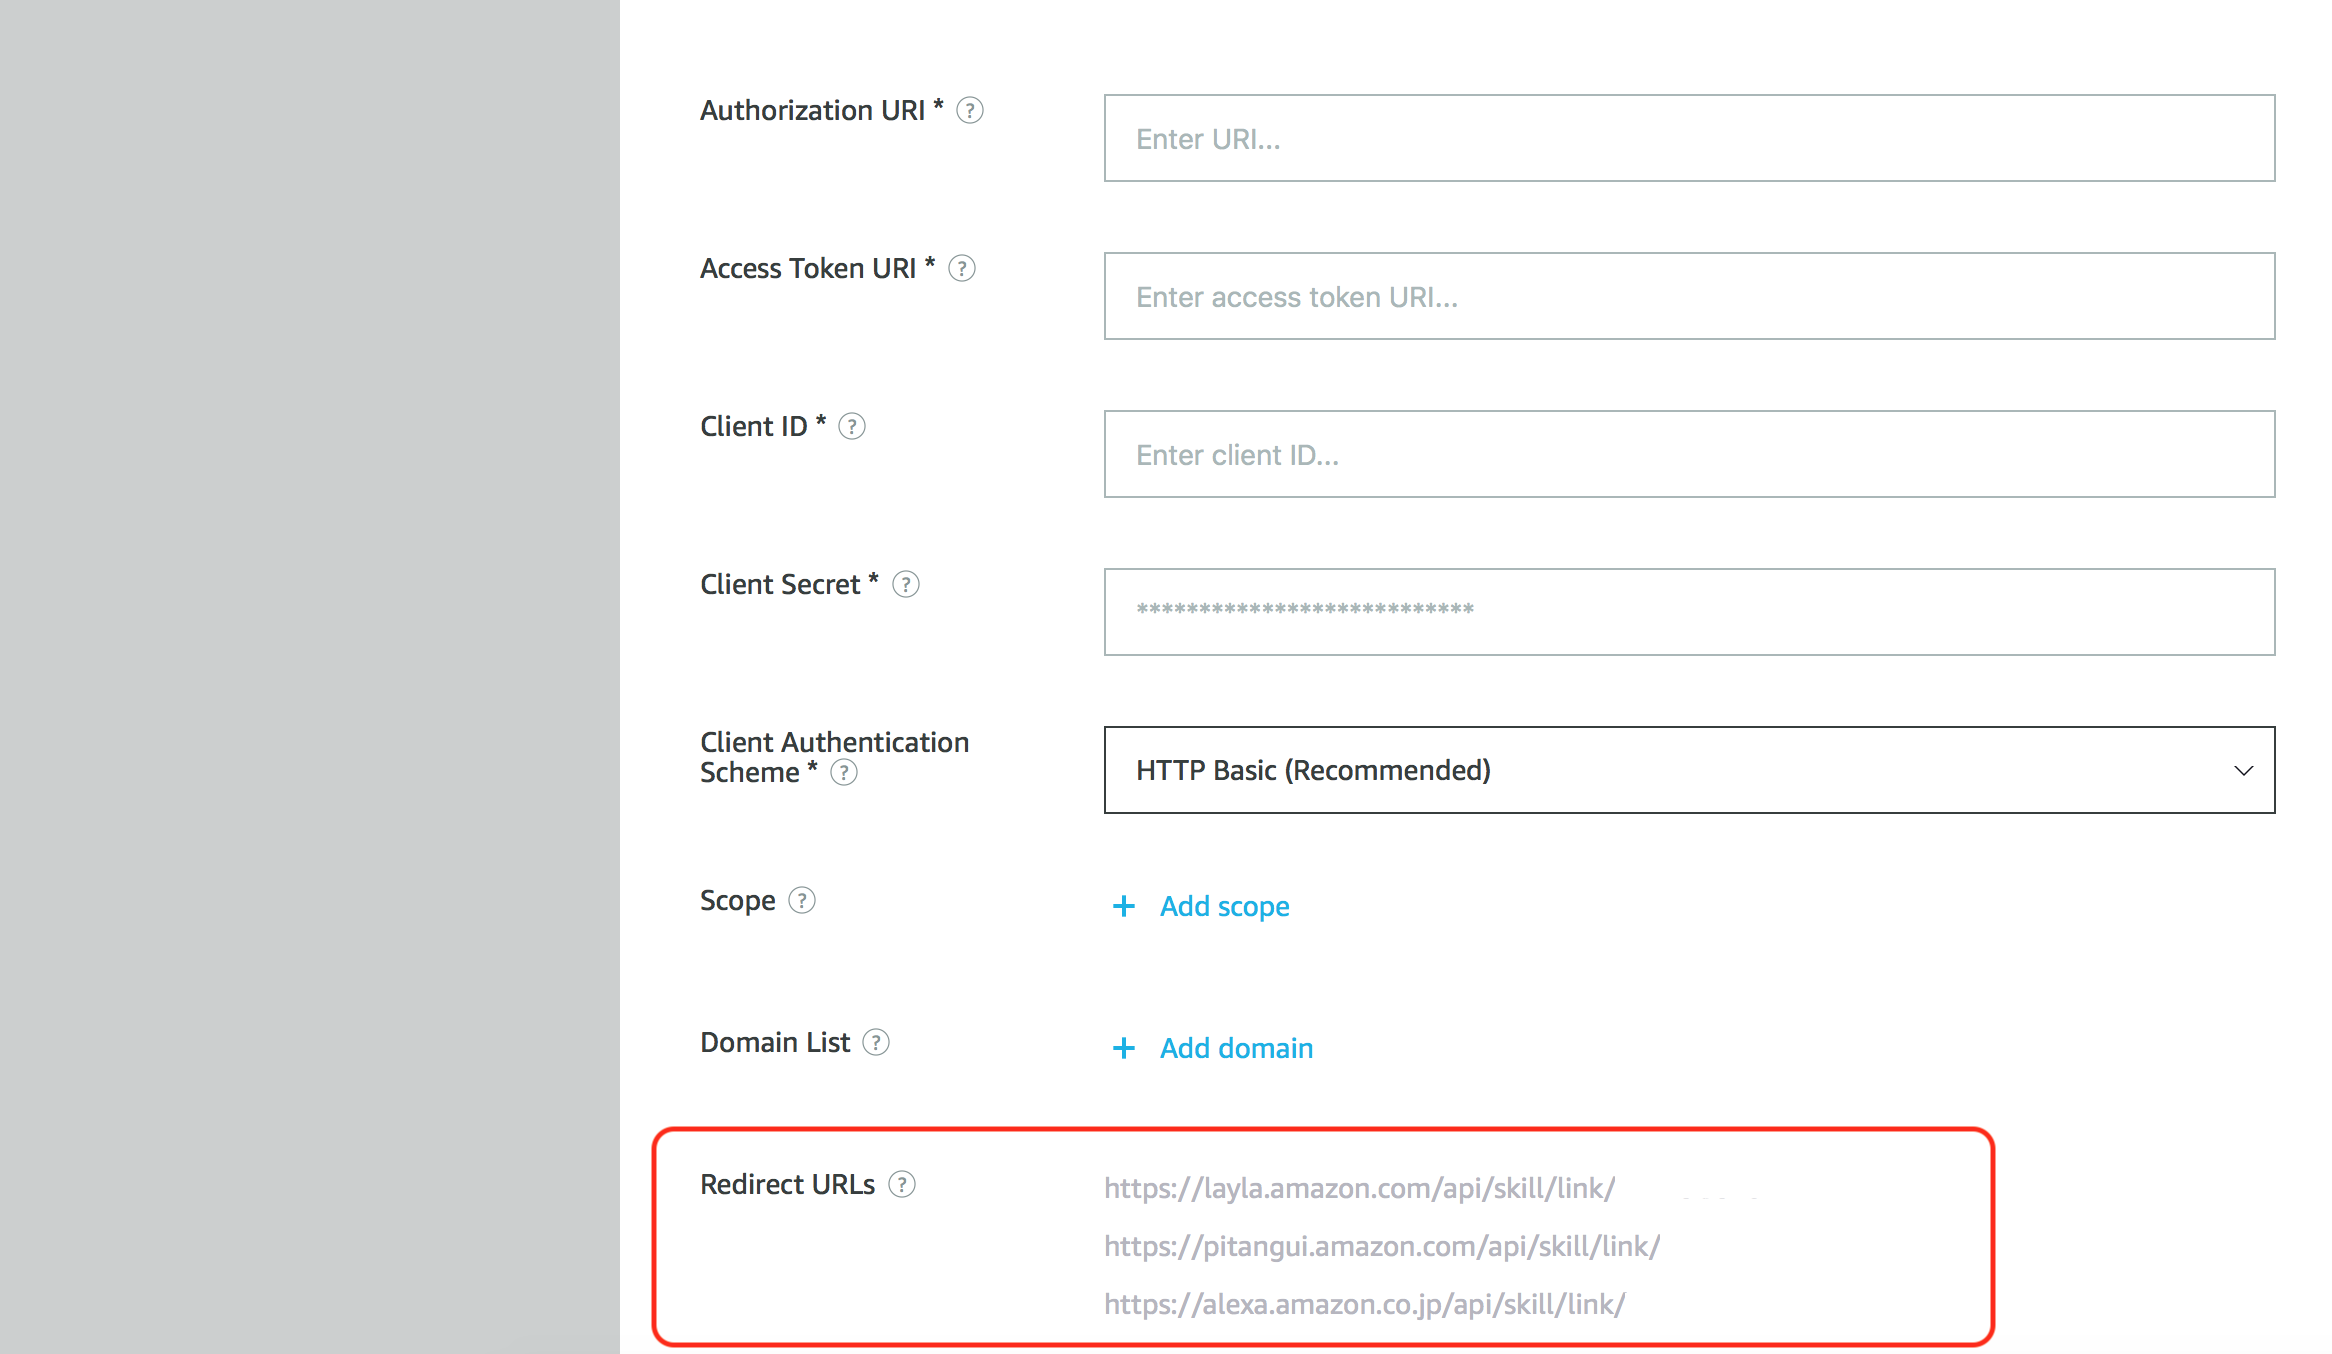 Authorization URI * ?
Enter URI...
Access Token URI * ?
Enter access token URI...
Client ID * ?
Enter client ID...
Client Secret * ?
***************************
Client Authentication
Scheme * ?
HTTP Basic (Recommended)
Scope ?
+ Add scope
Domain List ?
+ Add domain
Redirect URLs ?
https://layla.amazon.com/api/skill/link/
https://pitangui.amazon.com/api/skill/link/
https://alexa.amazon.co.jp/api/skill/link/